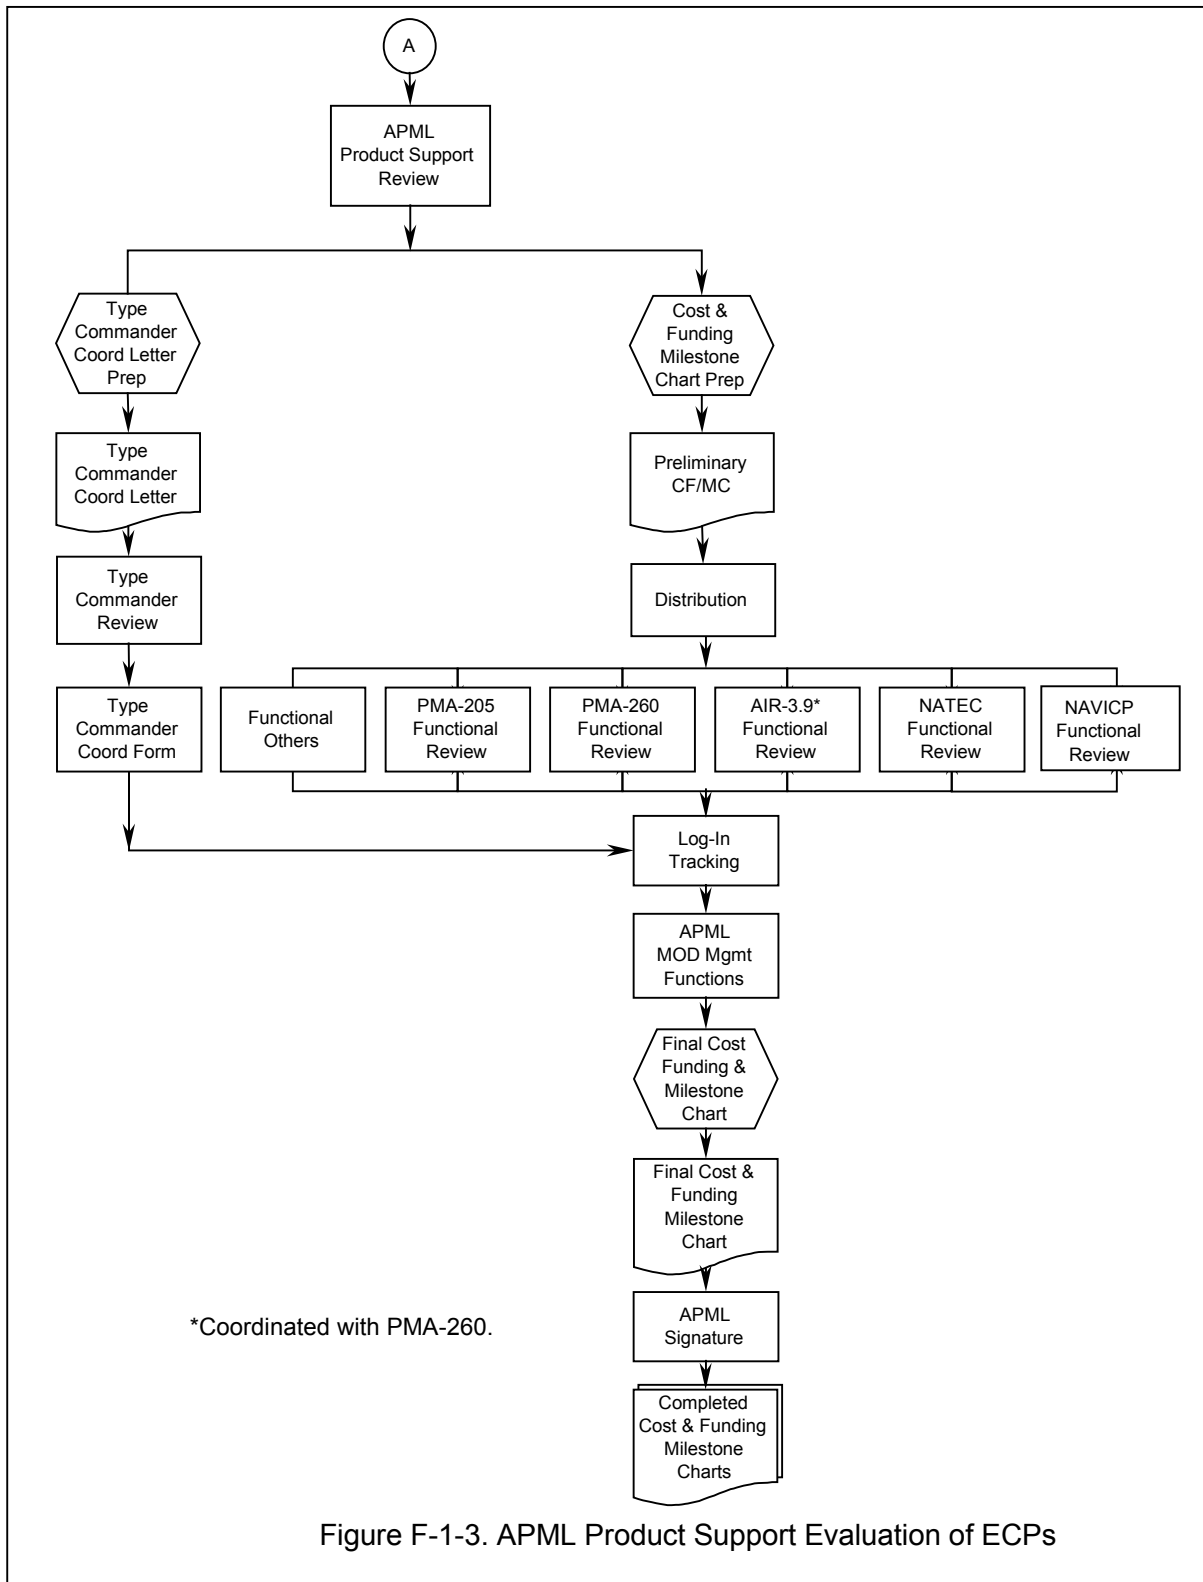 A
APML
Product Support
Review
Type
Commander
Coord Letter
Prep
Cost &
Funding
Milestone
Chart Prep
Type
Commander
Coord Letter
Preliminary
CF/MC
Type
Commander
Review
Distribution
Type
Commander
Coord Form
Functional
Others
PMA-205
Functional
Review
PMA-260
Functional
Review
AIR-3.9*
Functional
Review
NATEC
Functional
Review
NAVICP
Functional
Review
Log-In
Tracking
APML
MOD Mgmt
Functions
Final Cost
Funding &
Milestone
Chart
Final Cost &
Funding
Milestone
Chart
*Coordinated with PMA-260.
APML
Signature
Completed
Cost & Funding
Milestone
Charts
Figure F-1-3. APML Product Support Evaluation of ECPs